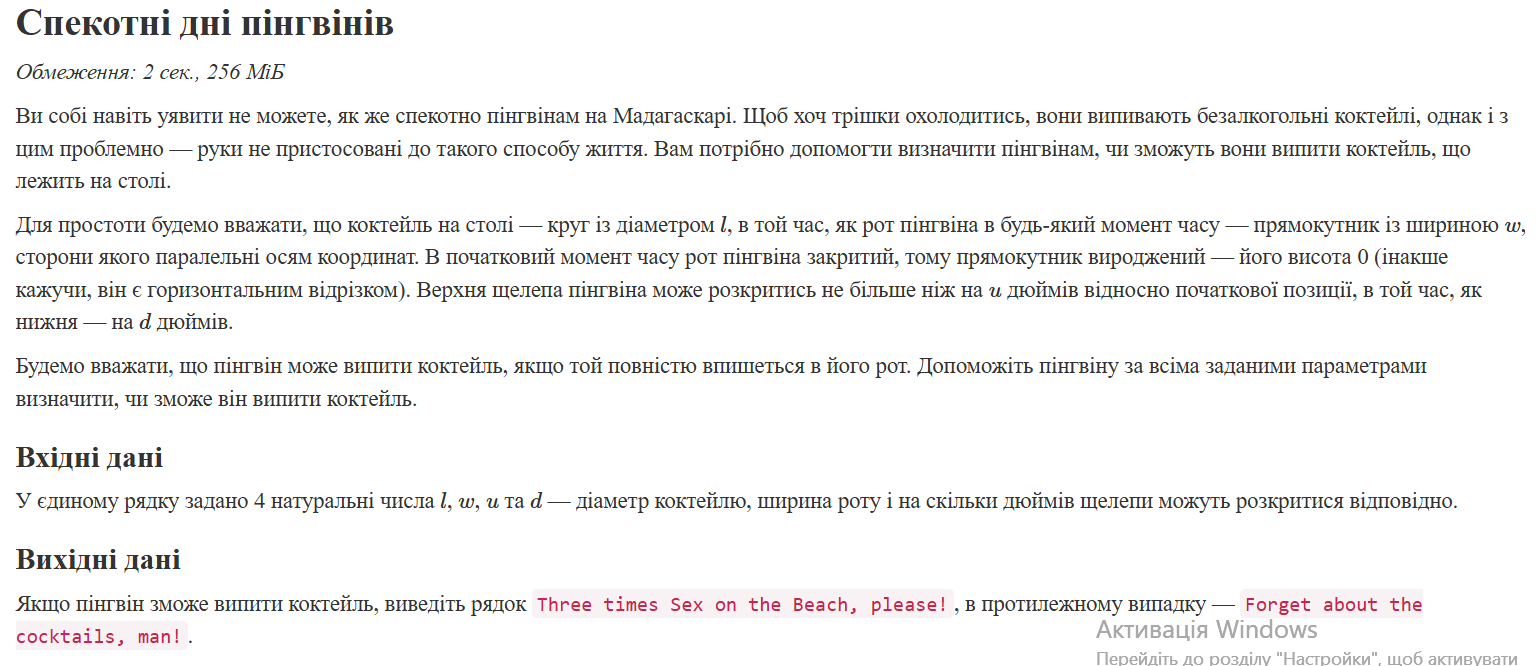 Спекотні дні пінгвінів
Обмеження: 2 сек., 256 МіБ
Ви собі навіть уявити не можете, як же спекотно пінгвінам на Мадагаскарі. Щоб хоч трішки охолодитись, вони випивають безалкогольні коктейлі, однак і з
цим проблемно — руки не пристосовані до такого способу життя. Вам потрібно допомогти визначити пінгвінам, чи зможуть вони випити коктейль, що
лежить на столі.
Для простоти будемо вважати, що коктейль на столі — круг із діаметром l, в той час, як рот пінгвіна в будь-який момент часу — прямокутник із шириною w,
сторони якого паралельні осям координат. В початковий момент часу рот пінгвіна закритий, тому прямокутник вироджений — його висота 0 (інакше
кажучи, він є горизонтальним відрізком). Верхня щелепа пінгвіна може розкритись не більше ніж на u дюймів відносно початкової позиції, в той час, як
нижня — на d дюймів.
Будемо вважати, що пінгвін може випити коктейль, якщо той повністю впишеться в його рот. Допоможіть пінгвіну за всіма заданими параметрами
визначити, чи зможе він випити коктейль.
Вхідні дані
У єдиному рядку задано 4 натуральні числа l, w, u та d — діаметр коктейлю, ширина роту і на скільки дюймів щелепи можуть розкритися відповідно.
Вихідні дані
Якщо пінгвін зможе випити коктейль, виведіть рядок Three times Sex on the Beach, please!, в протилежному випадку — Forget about the
cocktails, man!.
Активація Windows
Перейдіть до розділу "Настройки", щоб активувати